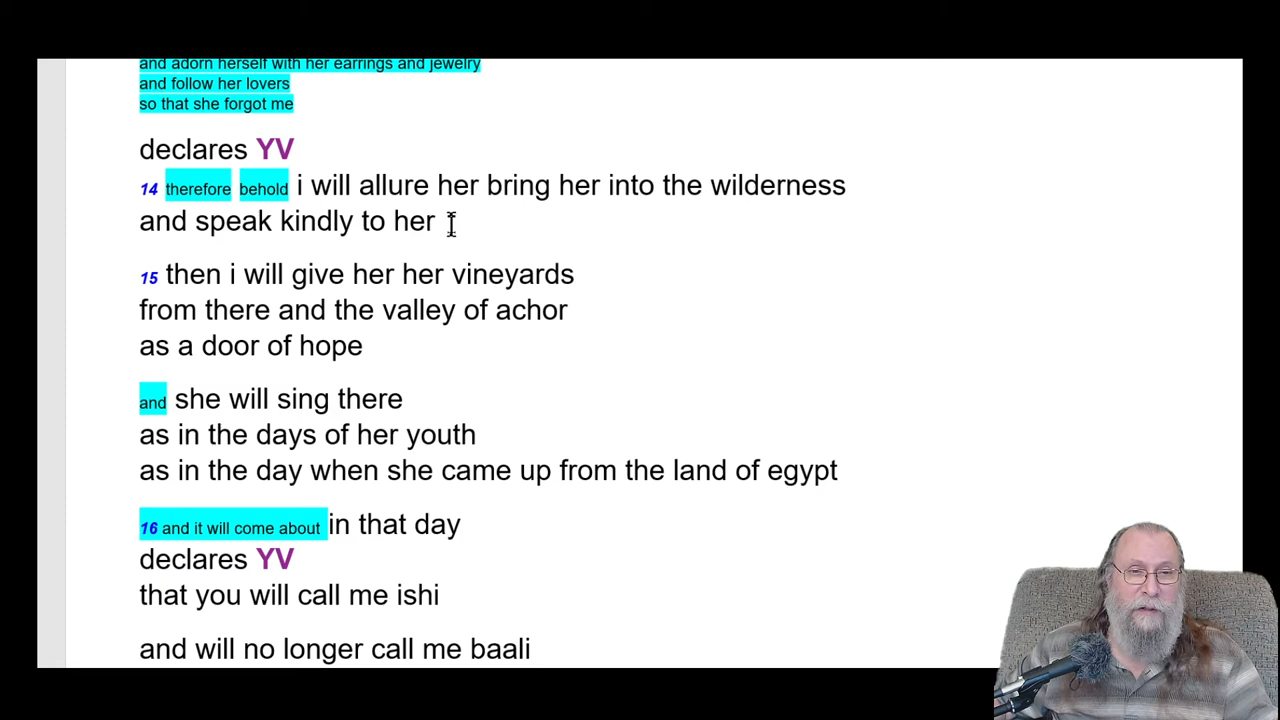 and adorn herself with her earrings and jewelry
and follow her lovers
so that she forgot me
declares YV
14 therefore behold i will allure her bring her into the wilderness
and speak kindly to her
15 then i will give her her vineyards
from there and the valley of achor
as a door of hope
and she will sing there
as in the days of her youth
as in the day when she came up from the land of egypt
16 and it will come about in that day
declares YV
that you will call me ishi
and will no longer call me baali